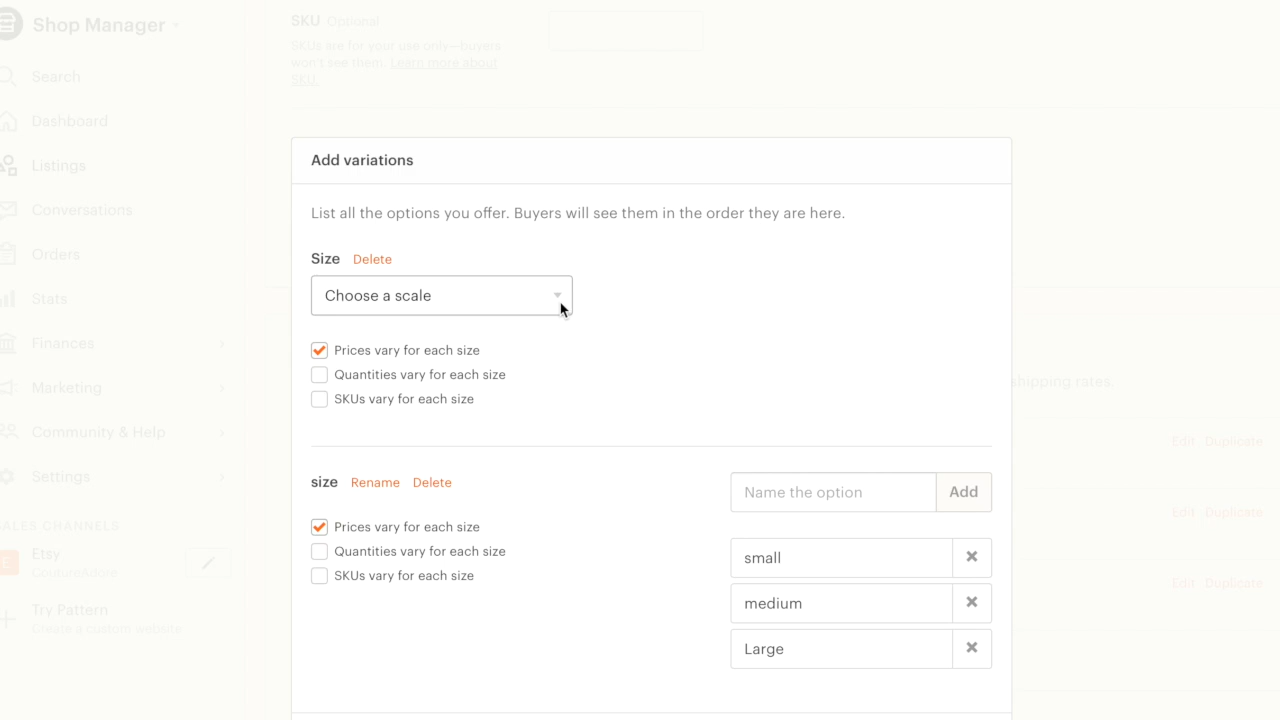 Shop Manager
Search
Dashboard
Listings
Conversations
Orders
Stats
Finances
Marketing
Community & Help
Settings
SALES CHANNELS
E
Etsy
CoutureAdore
Try Pattern
Create a custom website
SKU Optional
SKUs are for your use only—buyers
won't see them. Learn more about
SKU.
Add variations
List all the options you offer. Buyers will see them in the order they are here.
Size Delete
Choose a scale
Prices vary for each size
Quantities vary for each size
SKUs vary for each size
size Rename Delete
Prices vary for each size
Quantities vary for each size
SKUs vary for each size
Name the option Add
small
medium
Large
shipping rates.
Edit Duplicate
Edit Duplicate
Edit Duplicate